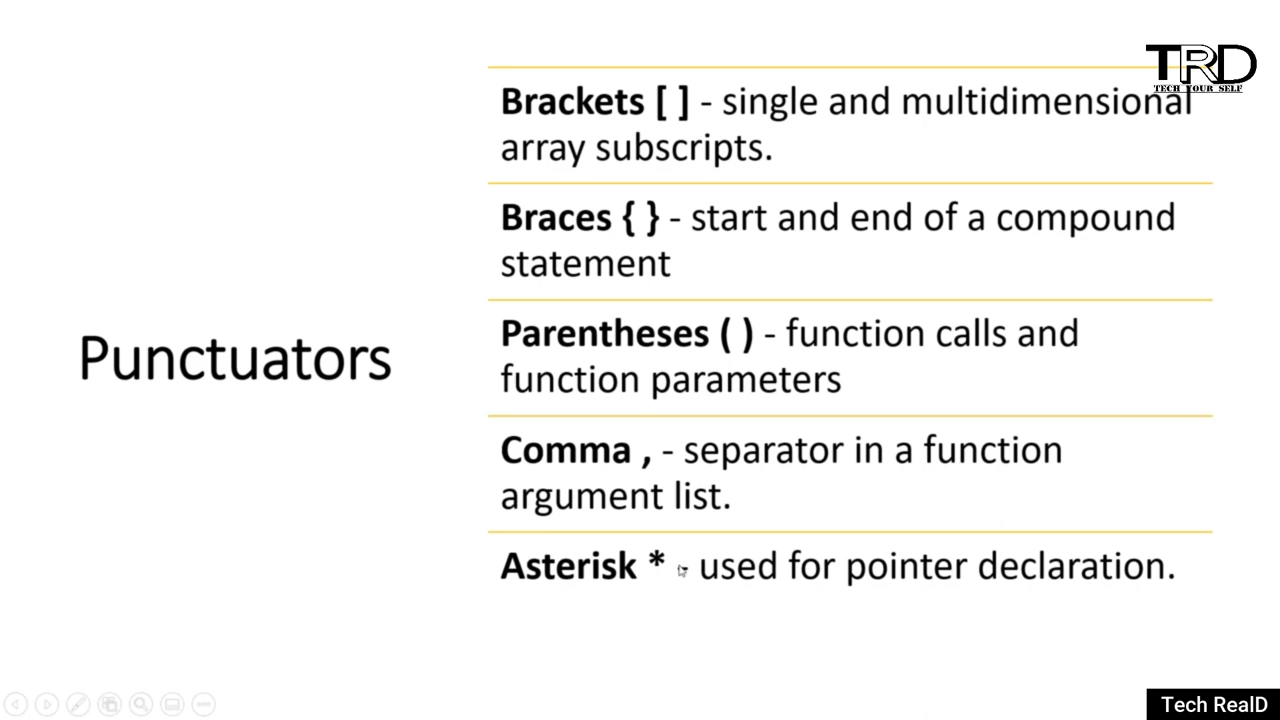 TRD
TECH YOUR SELF
Brackets [ ] - single and multidimensional
array subscripts.
Braces { } - start and end of a compound
statement
Punctuators
Parentheses ( ) - function calls and
function parameters
Comma , - separator in a function
argument list.
Asterisk * - used for pointer declaration.
Tech RealD